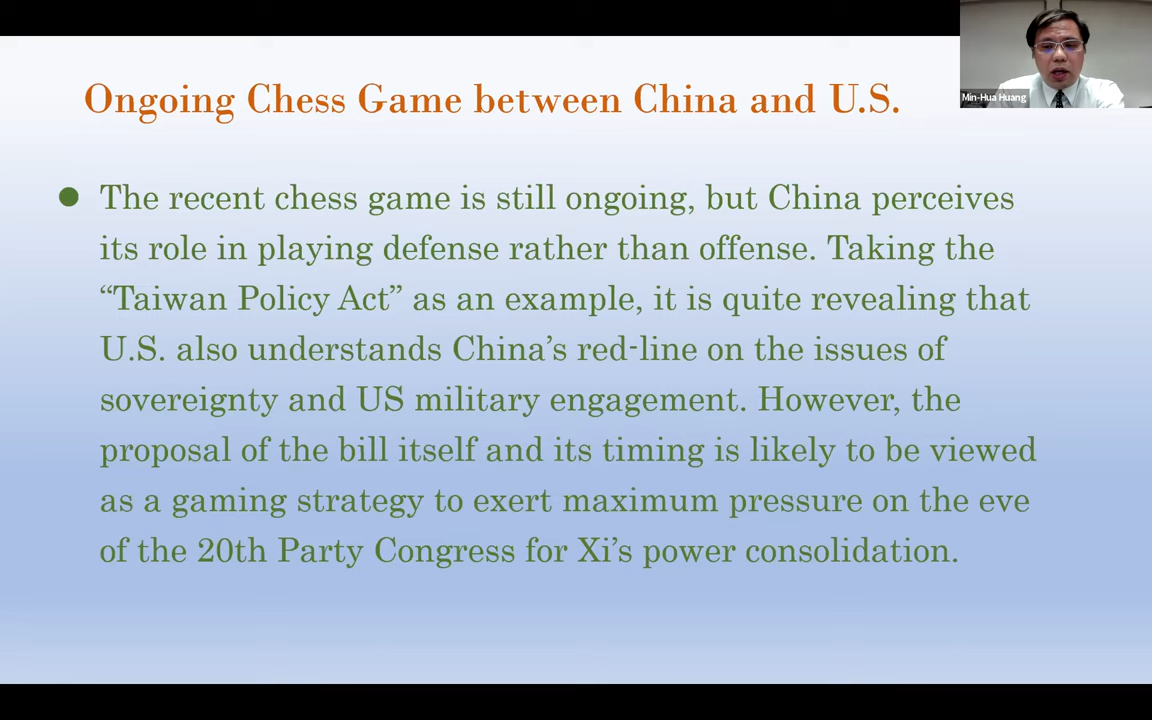 Ongoing Chess Game between China and U.S.
Min-Hua Huang
● The recent chess game is still ongoing, but China perceives
its role in playing defense rather than offense. Taking the
“Taiwan Policy Act” as an example, it is quite revealing that
U.S. also understands China’s red-line on the issues of
sovereignty and US military engagement. However, the
proposal of the bill itself and its timing is likely to be viewed
as a gaming strategy to exert maximum pressure on the eve
of the 20th Party Congress for Xi’s power consolidation.